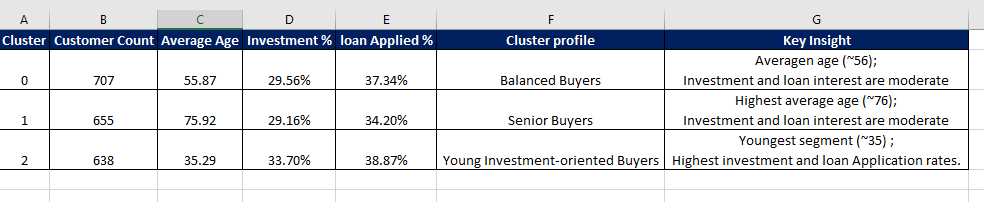 A B C D E F G
Cluster Customer Count Average Age Investment % loan Applied % Cluster profile Key Insight
Averagen age (~56);
0 707 55.87 29.56% 37.34% Balanced Buyers Investment and loan interest are moderate
Highest average age (~76);
1 655 75.92 29.16% 34.20% Senior Buyers Investment and loan interest are moderate
Youngest segment (~35) ;
2 638 35.29 33.70% 38.87% Young Investment-oriented Buyers Highest investment and loan Application rates.